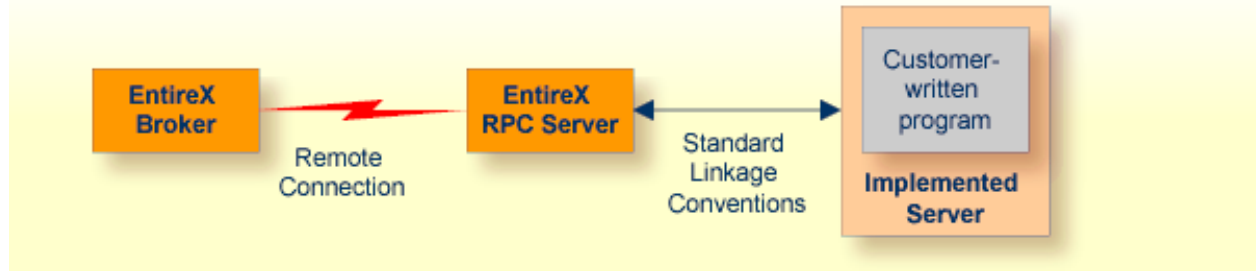 EntireX
Broker
Remote
Connection
EntireX
RPC Server
Standard
Linkage
Conventions
Customer-
written
program
Implemented
Server